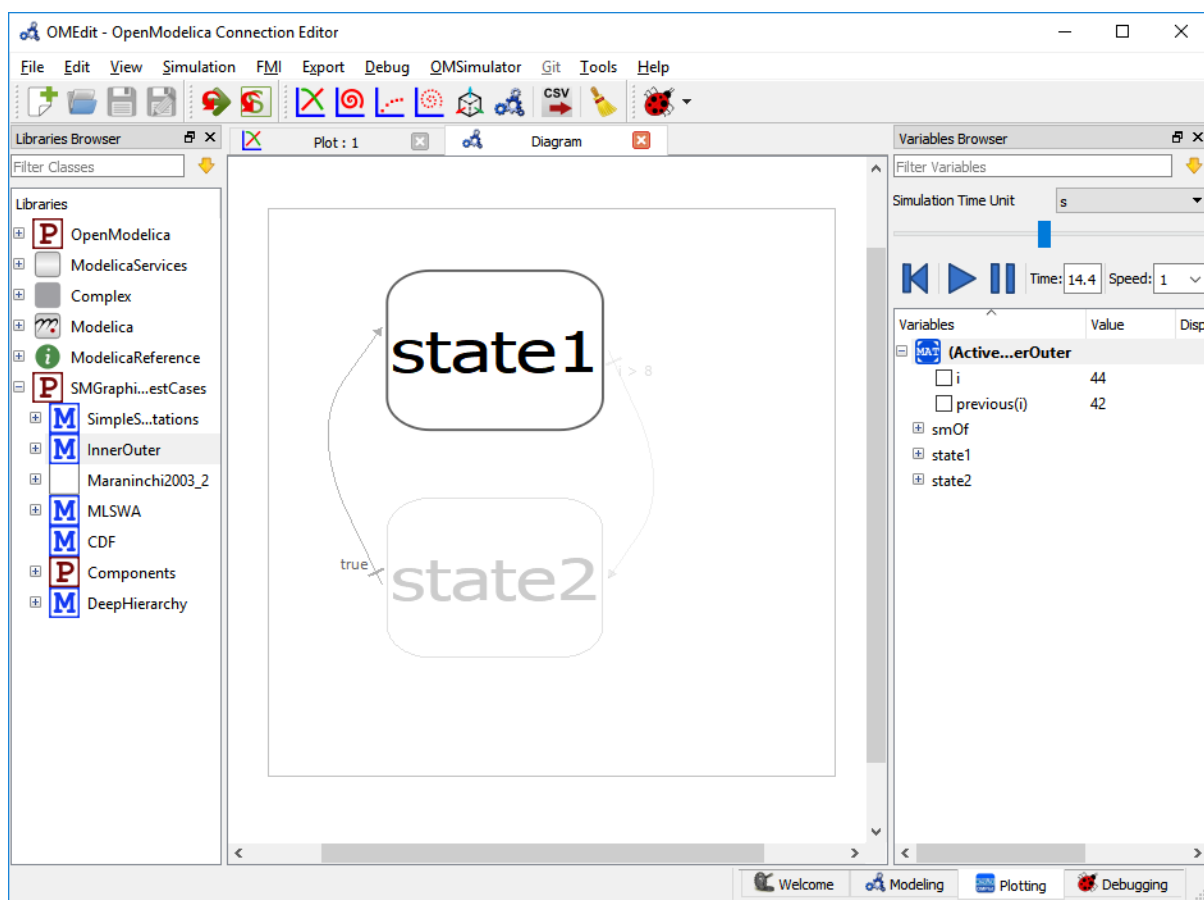 OMEdit - OpenModelica Connection Editor
File Edit View Simulation FMI Export Debug OMSimulator Git Tools Help
CSV
Libraries Browser
Plot : 1
Diagram
Variables Browser
Filter Classes
Filter Variables
Libraries
Simulation Time Unit
s
P OpenModelica
ModelicaServices
Complex
Modelica
i ModelicaReference
P SMGraphi...estCases
M SimpleS...tations
M InnerOuter
Maraninchi2003_2
M MLSWA
M CDF
P Components
M DeepHierarchy
state1
i > 8
true
state2
Time: 14.4 Speed: 1
Variables Value Disp
MAT (Active...erOuter
i 44
previous(i) 42
smOf
state1
state2
Welcome Modeling Plotting Debugging